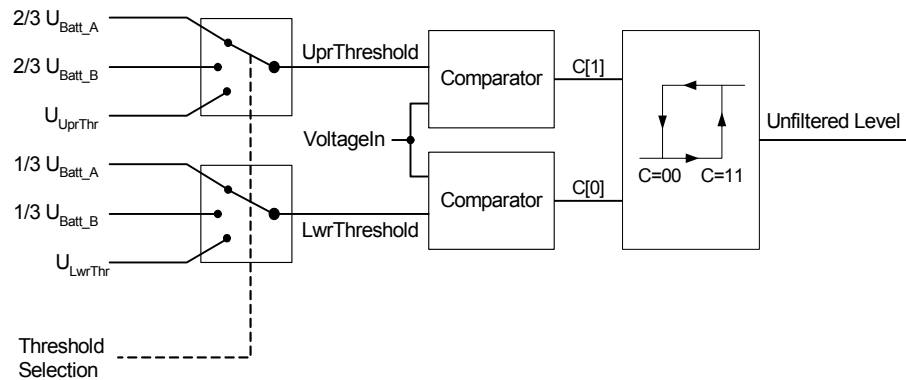 2/3 U_Batt_A
2/3 U_Batt_B
U_UprThr
UprThreshold
Comparator
C[1]
VoltageIn
C=00 C=11
Unfiltered Level
1/3 U_Batt_A
1/3 U_Batt_B
U_LwrThr
LwrThreshold
Comparator
C[0]
Threshold
Selection